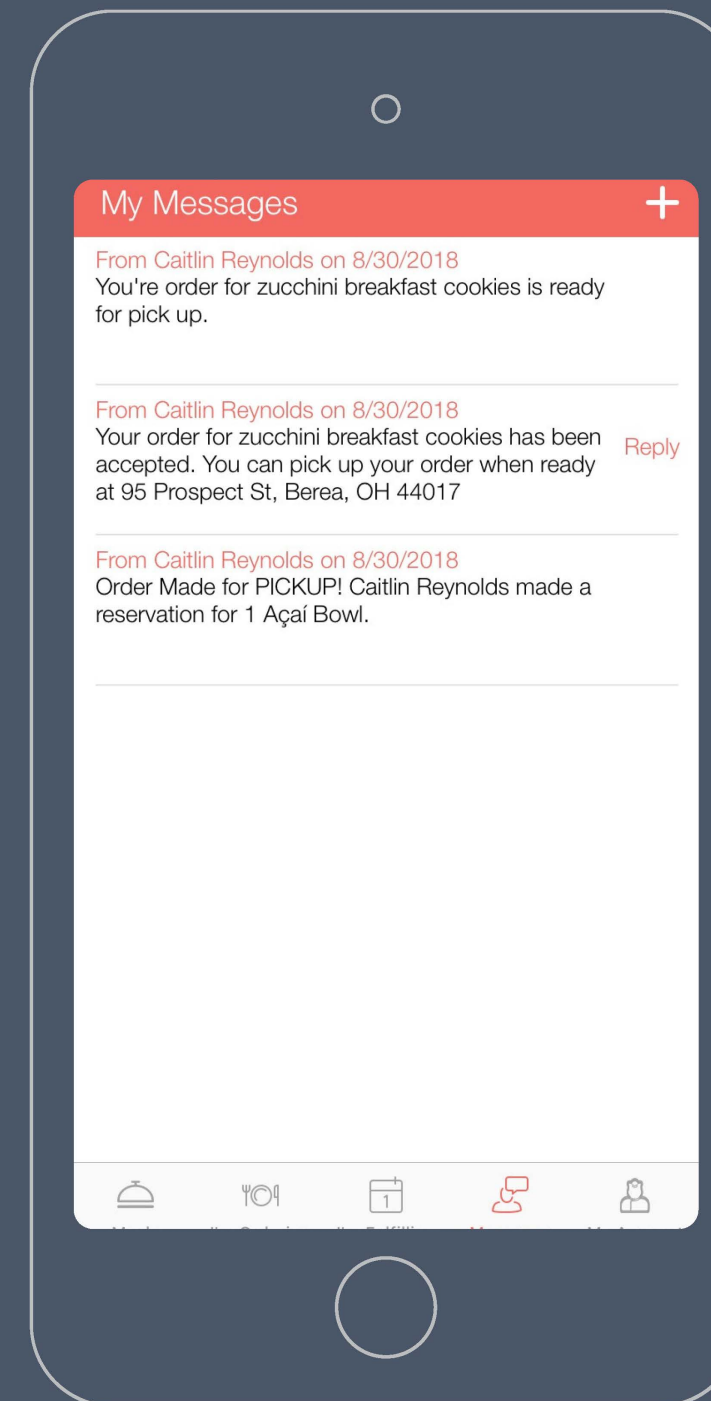 My Messages
From Caitlin Reynolds on 8/30/2018
You're order for zucchini breakfast cookies is ready
for pick up.
From Caitlin Reynolds on 8/30/2018
Your order for zucchini breakfast cookies has been
accepted. You can pick up your order when ready
at 95 Prospect St, Berea, OH 44017
Reply
From Caitlin Reynolds on 8/30/2018
Order Made for PICKUP! Caitlin Reynolds made a
reservation for 1 Açaí Bowl.
1